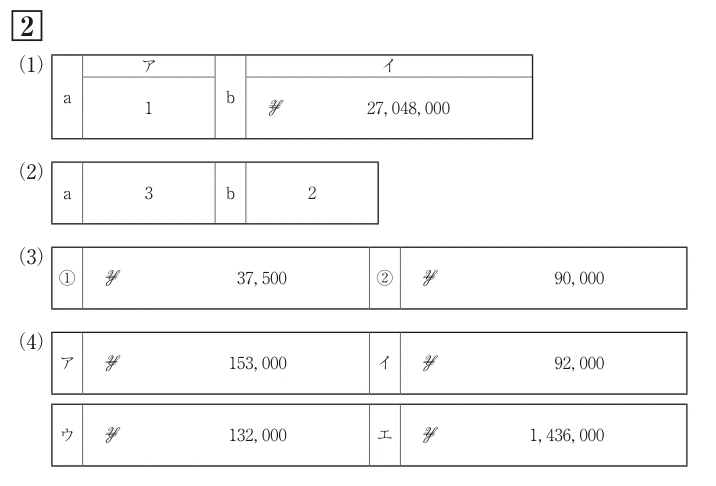 2
(1) ア イ
a 1 b ¥ 27,048,000
(2) a 3 b 2
(3) ① ¥ 37,500 ② ¥ 90,000
(4) ア ¥ 153,000 イ ¥ 92,000
ウ ¥ 132,000 エ ¥ 1,436,000